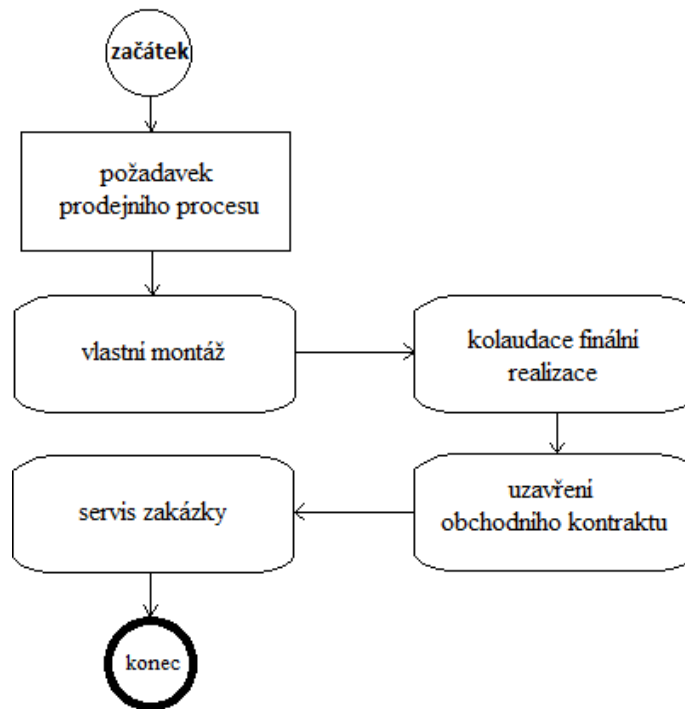 začátek
požadavek
prodejního procesu
vlastní montáž
kolaudace finální
realizace
uzavření
obchodního kontraktu
servis zakázky
konec